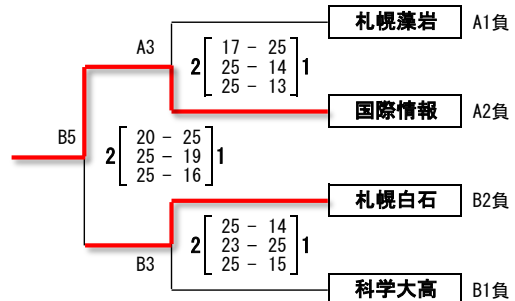 札幌藻岩 A1負
A3
17 - 25
2 25 - 14 1
25 - 13
国際情報 A2負
B5
20 - 25
2 25 - 19 1
25 - 16
札幌白石 B2負
25 - 14
2 23 - 25 1
25 - 15
B3
科学大高 B1負